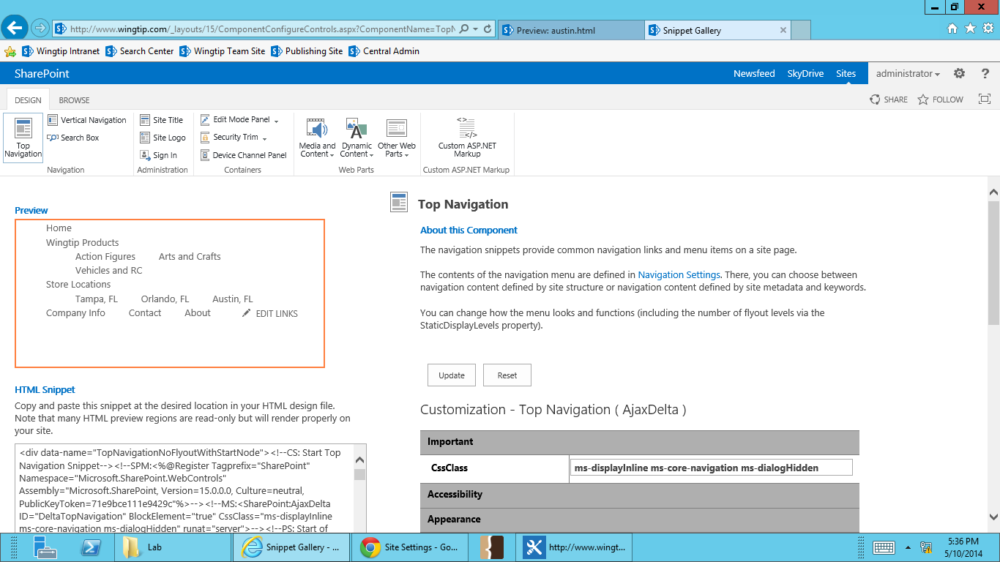 http://www.wingtip.com/_layouts/15/ComponentConfigureControls.aspx?ComponentName=TopN
Preview: austin.html
Snippet Gallery
Wingtip Intranet Search Center Wingtip Team Site Publishing Site Central Admin
SharePoint
Newsfeed SkyDrive Sites administrator
DESIGN BROWSE
SHARE FOLLOW
Top
Navigation
Vertical Navigation
Search Box
Navigation
Site Title
Site Logo
Sign In
Administration
Edit Mode Panel
Security Trim
Device Channel Panel
Containers
Media and
Content
Dynamic
Content
Other Web
Parts
Web Parts
Custom ASP.NET
Markup
Custom ASP.NET Markup
Preview
Home
Wingtip Products
Action Figures Arts and Crafts
Vehicles and RC
Store Locations
Tampa, FL Orlando, FL Austin, FL
Company Info Contact About EDIT LINKS
HTML Snippet
Copy and paste this snippet at the desired location in your HTML design file.
Note that many HTML preview regions are read-only but will render properly on
your site.
<div data-name="TopNavigationNoFlyoutWithStartNode"><!--CS: Start Top
Navigation Snippet--><!--SPM:<%@Register Tagprefix="SharePoint"
Namespace="Microsoft.SharePoint.WebControls"
Assembly="Microsoft.SharePoint, Version=15.0.0.0, Culture=neutral,
PublicKeyToken=71e9bce111e9429c"%>--><!--MS:<SharePoint:AjaxDelta
ID="DeltaTopNavigation" BlockElement="true" CssClass="ms-displayInline
ms-core-navigation ms-dialogHidden" runat="server">--><!--PS: Start of
Top Navigation
About this Component
The navigation snippets provide common navigation links and menu items on a site page.
The contents of the navigation menu are defined in Navigation Settings. There, you can choose between
navigation content defined by site structure or navigation content defined by site metadata and keywords.
You can change how the menu looks and functions (including the number of flyout levels via the
StaticDisplayLevels property).
Update Reset
Customization - Top Navigation ( AjaxDelta )
Important
CssClass ms-displayInline ms-core-navigation ms-dialogHidden
Accessibility
Appearance
Lab
Snippet Gallery - ...
Site Settings - Go...
http://www.wingt...
5:36 PM
5/10/2014